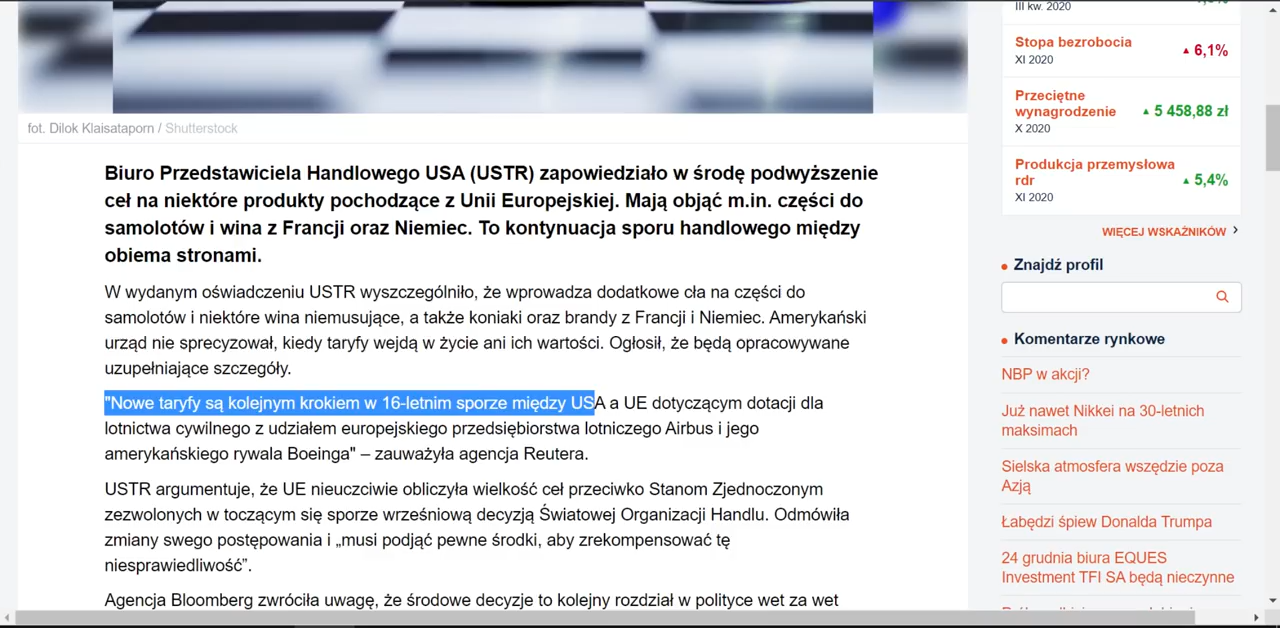 fot. Dilok Klaisataporn / Shutterstock
Biuro Przedstawiciela Handlowego USA (USTR) zapowiedziało w środę podwyższenie
ceł na niektóre produkty pochodzące z Unii Europejskiej. Mają objąć m.in. części do
samolotów i wina z Francji oraz Niemiec. To kontynuacja sporu handlowego między
obiema stronami.
W wydanym oświadczeniu USTR wyszczególniło, że wprowadza dodatkowe cła na części do
samolotów i niektóre wina niemusujące, a także koniaki oraz brandy z Francji i Niemiec. Amerykański
urząd nie sprecyzował, kiedy taryfy wejdą w życie ani ich wartości. Ogłosił, że będą opracowywane
uzupełniające szczegóły.
"Nowe taryfy są kolejnym krokiem w 16-letnim sporze między USA a UE dotyczącym dotacji dla
lotnictwa cywilnego z udziałem europejskiego przedsiębiorstwa lotniczego Airbus i jego
amerykańskiego rywala Boeinga" – zauważyła agencja Reutera.
USTR argumentuje, że UE nieuczciwie obliczyła wielkość ceł przeciwko Stanom Zjednoczonym
zezwolonych w toczącym się sporze wrześniową decyzją Światowej Organizacji Handlu. Odmówiła
zmiany swego postępowania i „musi podjąć pewne środki, aby zrekompensować tę
niesprawiedliwość”.
Agencja Bloomberg zwróciła uwagę, że środowe decyzje to kolejny rozdział w polityce wet za wet
III kw. 2020
Stopa bezrobocia
▲ 6,1%
XI 2020
Przeciętne
wynagrodzenie
▲ 5 458,88 zł
X 2020
Produkcja przemysłowa
rdr
▲ 5,4%
XI 2020
WIĘCEJ WSKAŹNIKÓW
Znajdź profil
Komentarze rynkowe
NBP w akcji?
Już nawet Nikkei na 30-letnich
maksimach
Sielska atmosfera wszędzie poza
Azją
Łabędzi śpiew Donalda Trumpa
24 grudnia biura EQUES
Investment TFI SA będą nieczynne